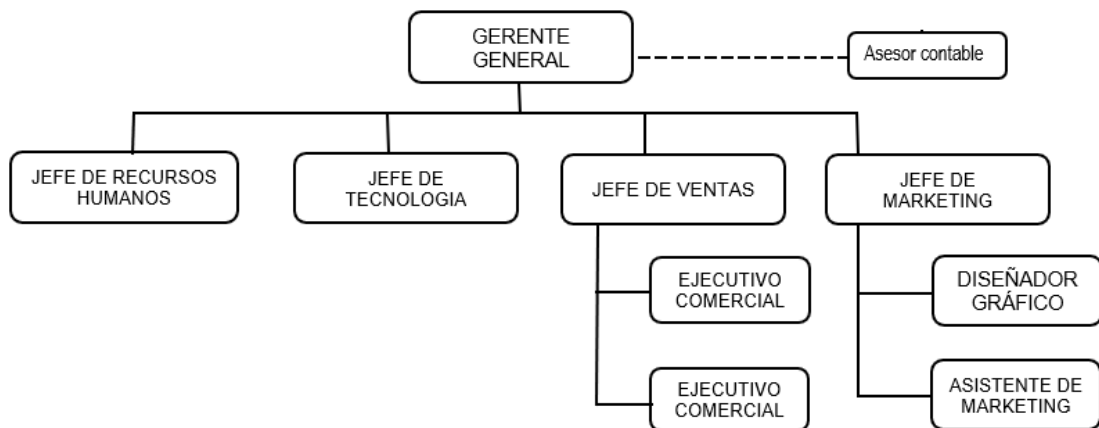 GERENTE
GENERAL
Asesor contable
JEFE DE RECURSOS
HUMANOS
JEFE DE
TECNOLOGIA
JEFE DE VENTAS
JEFE DE
MARKETING
EJECUTIVO
COMERCIAL
DISEÑADOR
GRÁFICO
EJECUTIVO
COMERCIAL
ASISTENTE DE
MARKETING